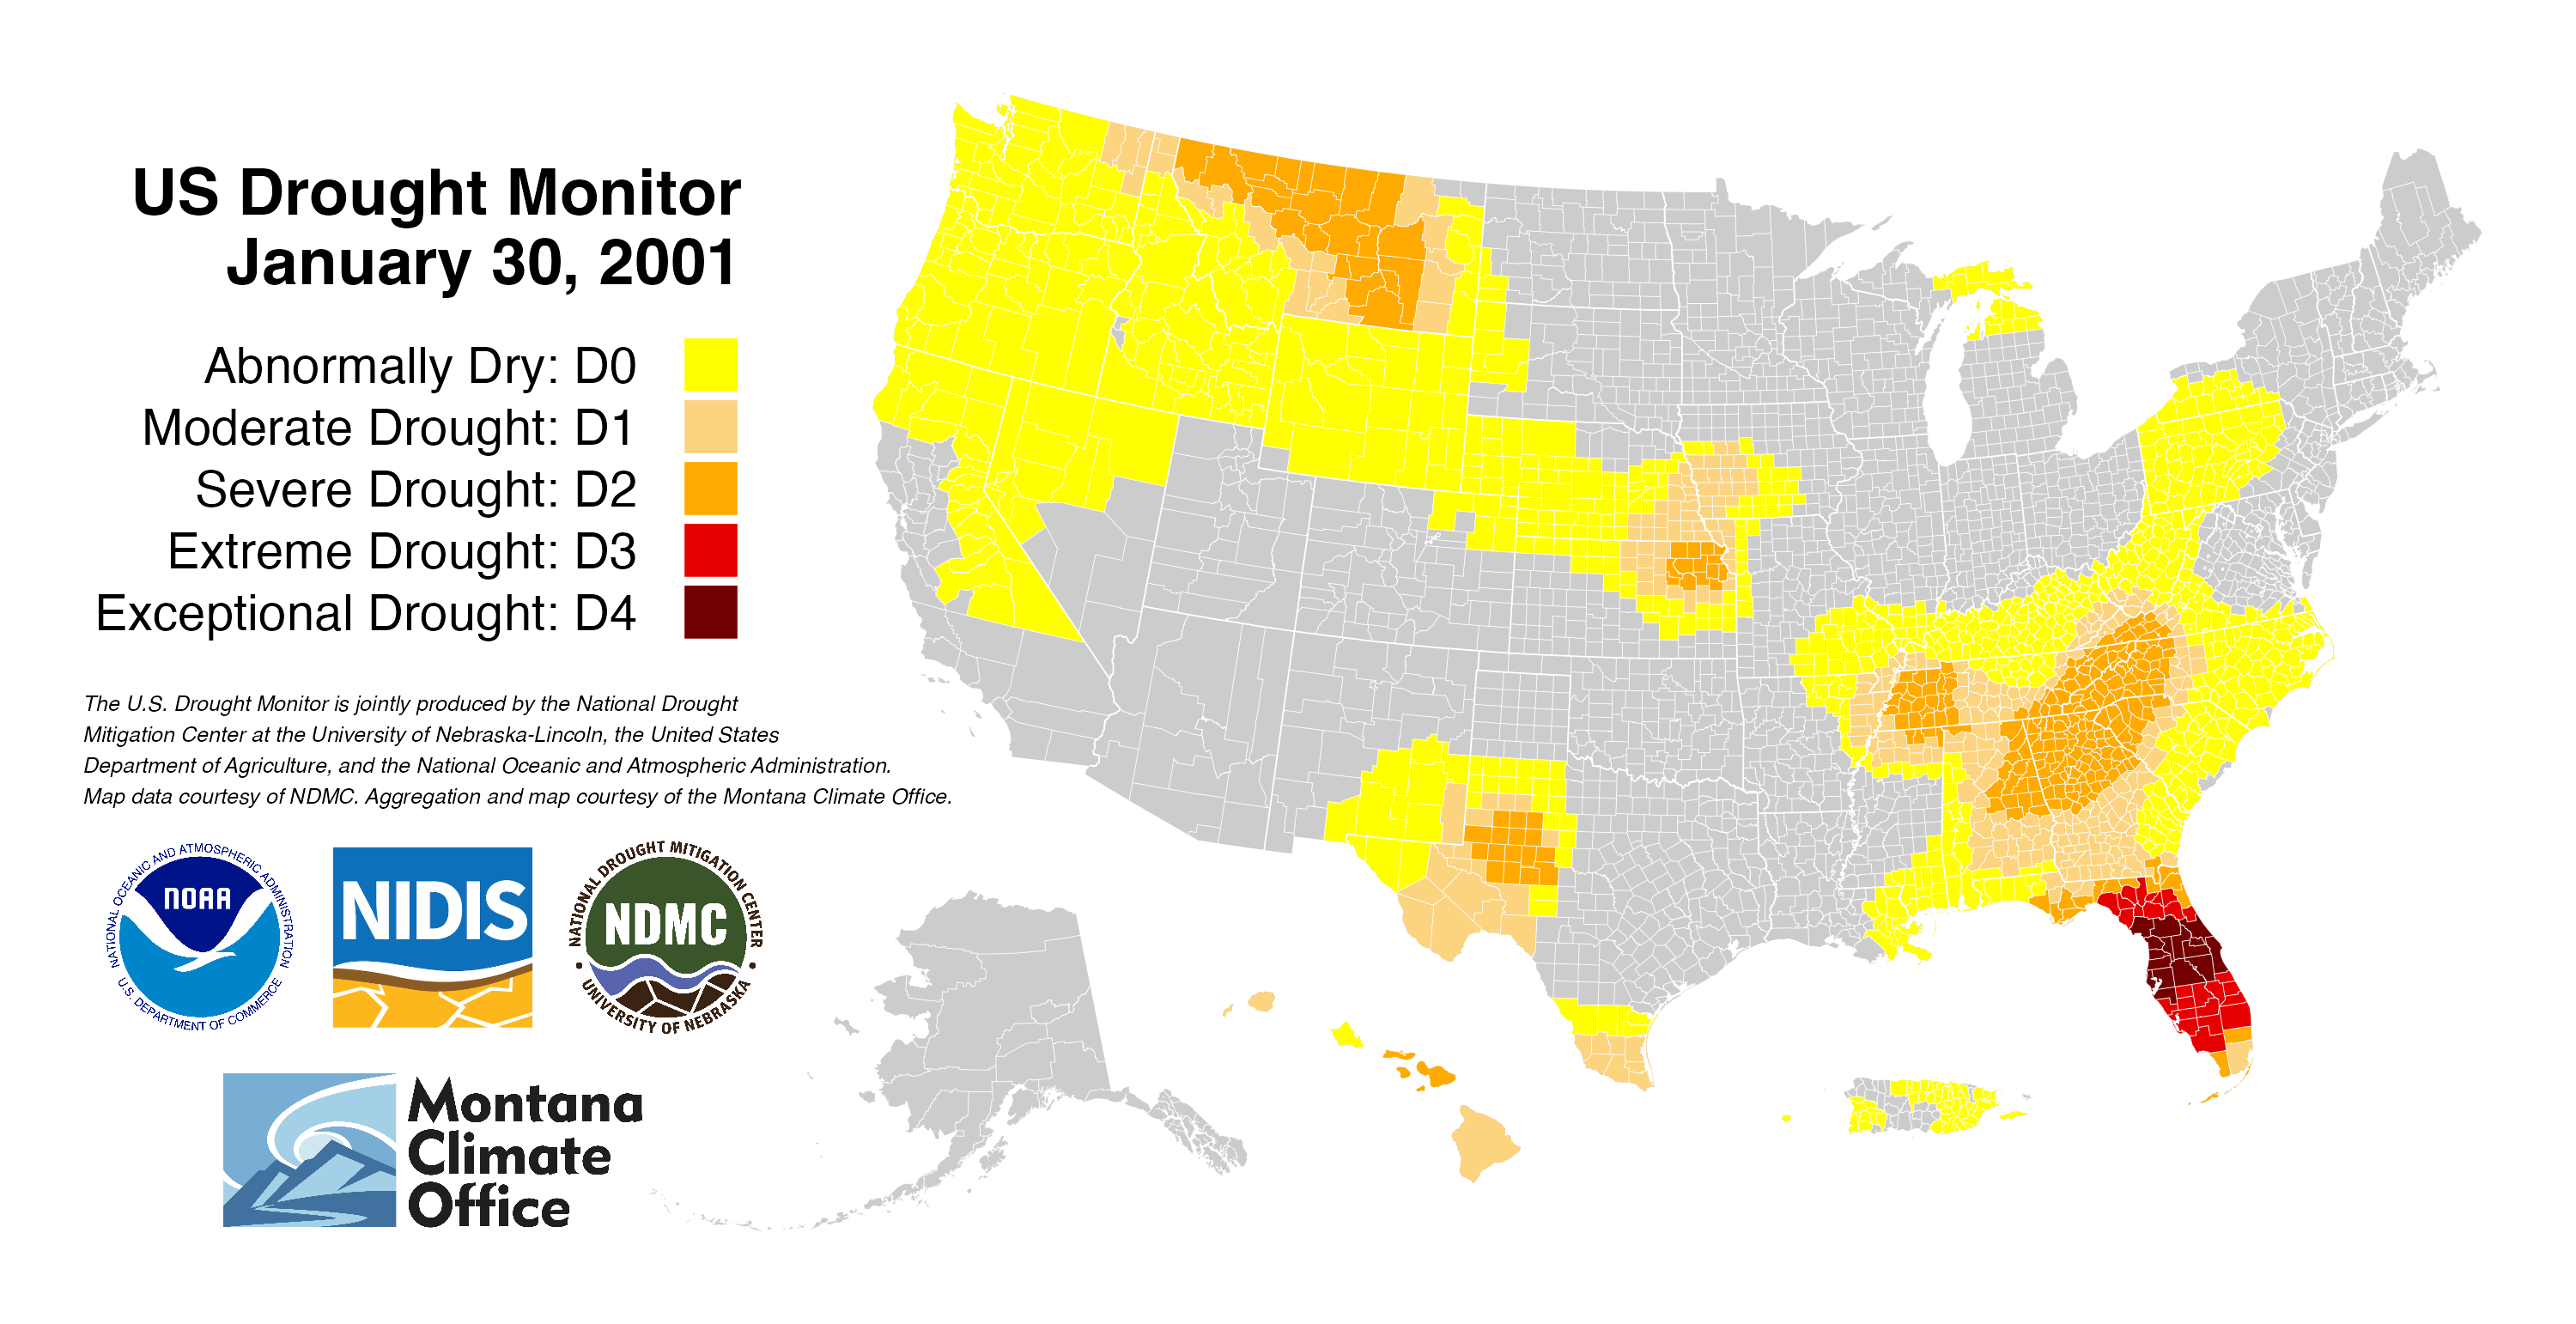 US Drought Monitor
January 30, 2001
Abnormally Dry: D0
Moderate Drought: D1
Severe Drought: D2
Extreme Drought: D3
Exceptional Drought: D4
The U.S. Drought Monitor is jointly produced by the National Drought
Mitigation Center at the University of Nebraska-Lincoln, the United States
Department of Agriculture, and the National Oceanic and Atmospheric Administration.
Map data courtesy of NDMC. Aggregation and map courtesy of the Montana Climate Office.
NATIONAL OCEANIC AND ATMOSPHERIC ADMINISTRATION
NOAA
U.S. DEPARTMENT OF COMMERCE
NIDIS
NATIONAL DROUGHT MITIGATION CENTER
NDMC
UNIVERSITY OF NEBRASKA
Montana
Climate
Office